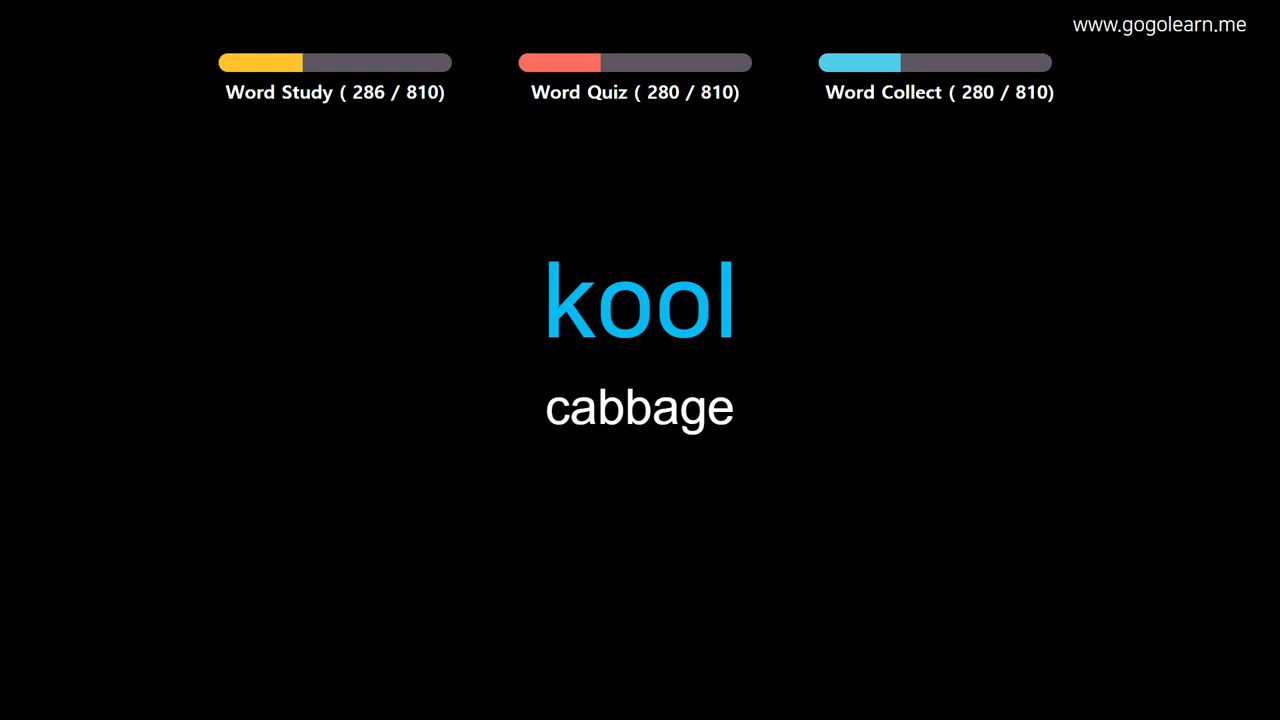 www.gogolearn.me
Word Study ( 286 / 810)
Word Quiz ( 280 / 810)
Word Collect ( 280 / 810)
kool
cabbage